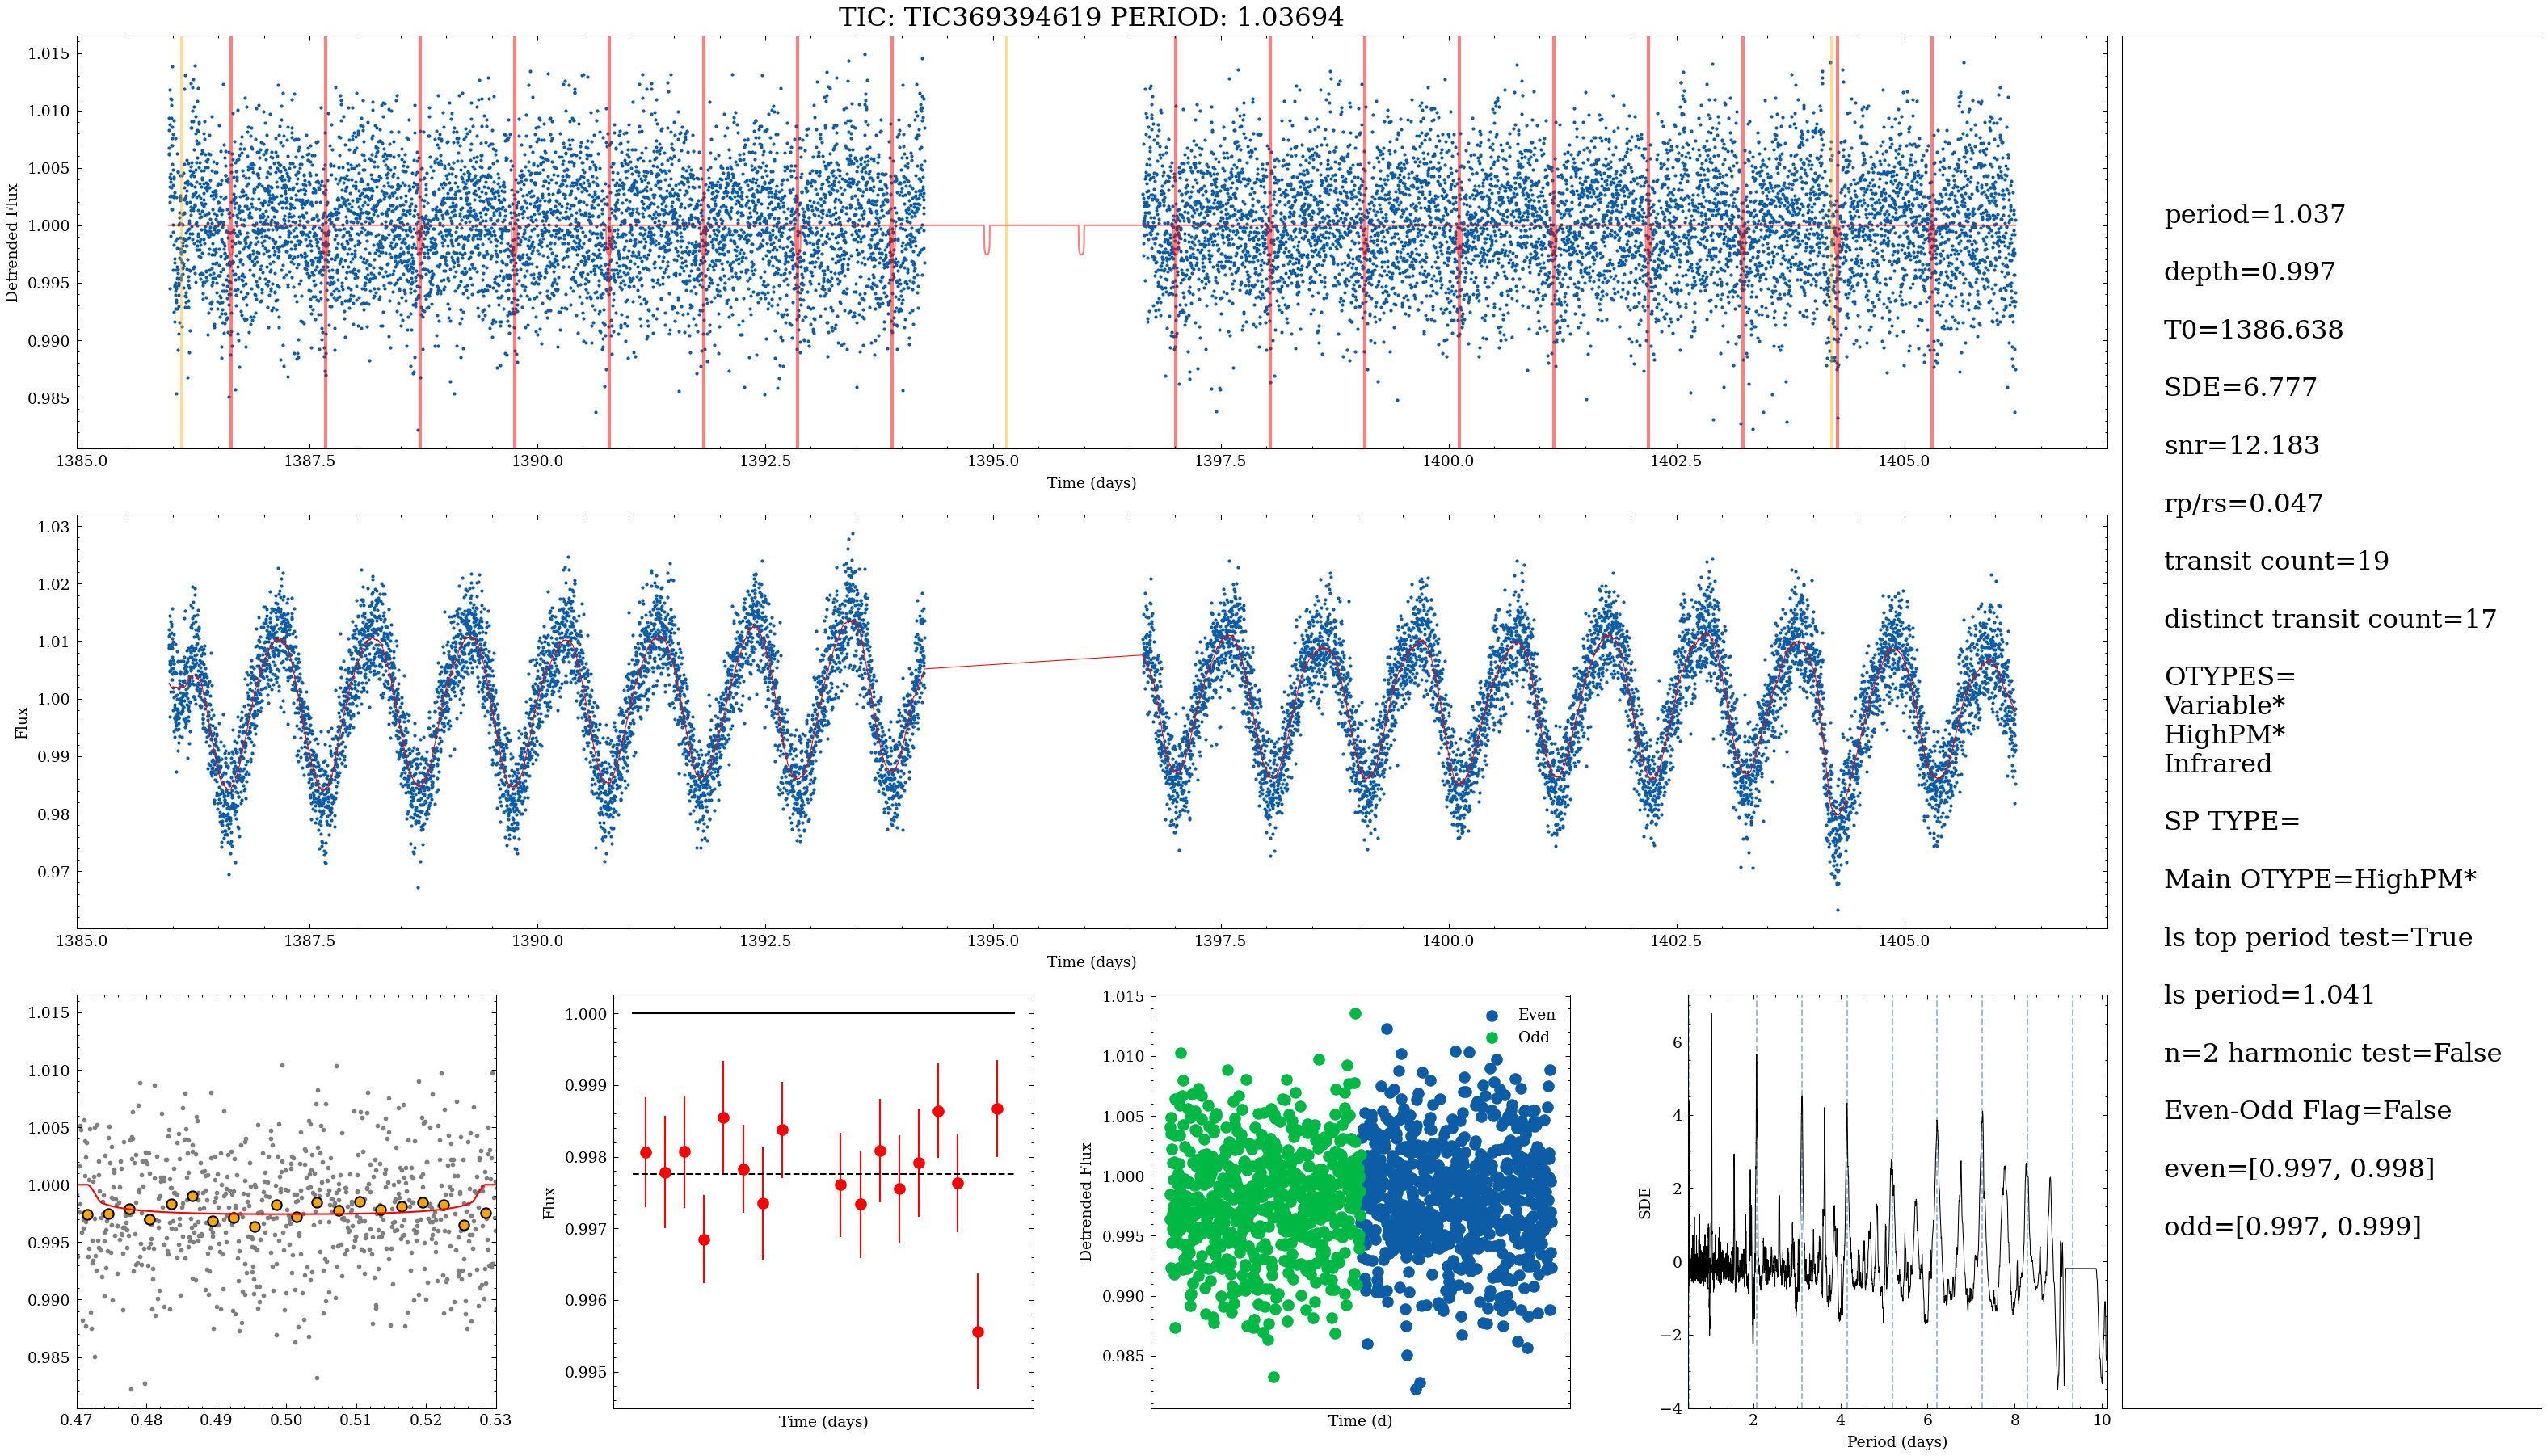 TIC: TIC369394619 PERIOD: 1.03694
1.015
1.010
1.005
1.000
0.995
0.990
0.985
Detrended Flux
1385.0 1387.5 1390.0 1392.5 1395.0 1397.5 1400.0 1402.5 1405.0
Time (days)
1.03
1.02
1.01
1.00
0.99
0.98
0.97
Flux
1385.0 1387.5 1390.0 1392.5 1395.0 1397.5 1400.0 1402.5 1405.0
Time (days)
1.015
1.010
1.005
1.000
0.995
0.990
0.985
0.47 0.48 0.49 0.50 0.51 0.52 0.53
1.000
0.999
0.998
0.997
0.996
0.995
Flux
Time (days)
1.015
1.010
1.005
1.000
0.995
0.990
0.985
Detrended Flux
Even
Odd
Time (d)
6
4
2
0
−2
−4
SDE
2 4 6 8 10
Period (days)
period=1.037
depth=0.997
T0=1386.638
SDE=6.777
snr=12.183
rp/rs=0.047
transit count=19
distinct transit count=17
OTYPES=
Variable*
HighPM*
Infrared
SP TYPE=
Main OTYPE=HighPM*
ls top period test=True
ls period=1.041
n=2 harmonic test=False
Even-Odd Flag=False
even=[0.997, 0.998]
odd=[0.997, 0.999]